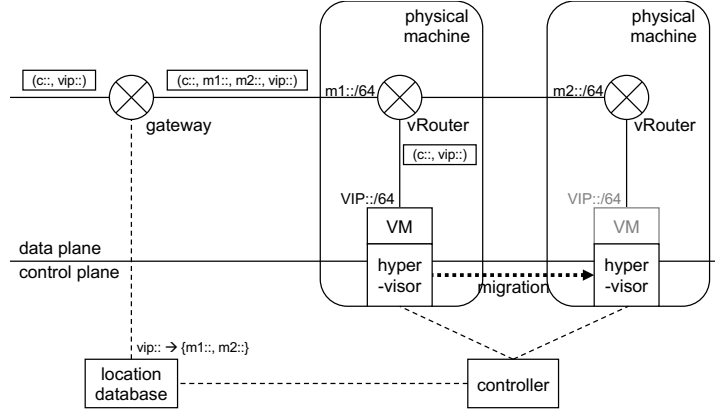 physical
machine
physical
machine
(c::, vip::)
(c::, m1::, m2::, vip::)
m1::/64
m2::/64
gateway
vRouter
vRouter
(c::, vip::)
VIP::/64
VIP::/64
VM
VM
data plane
control plane
hyper
-visor
hyper
-visor
migration
vip:: → {m1::, m2::}
location
database
controller